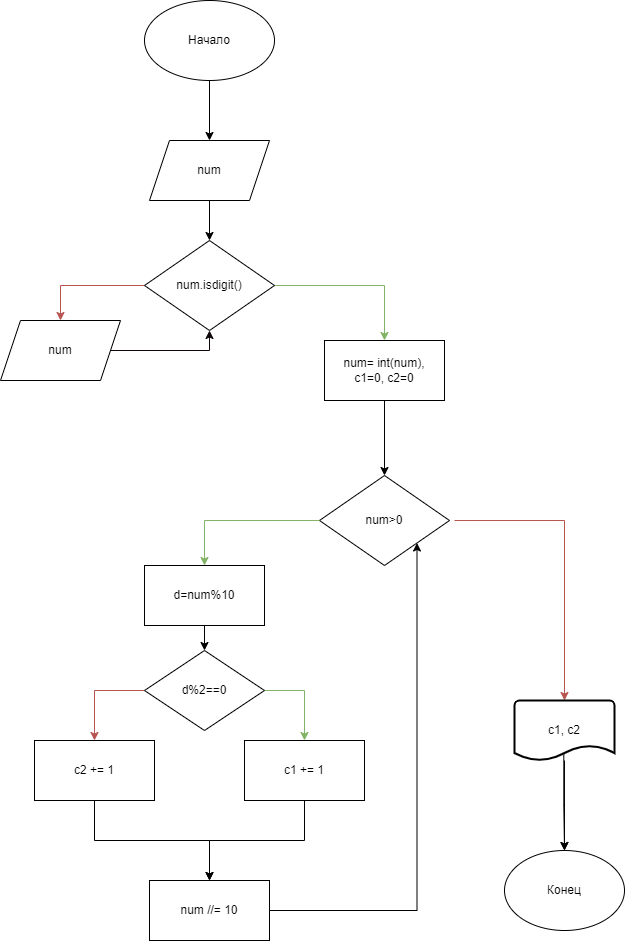 Начало
num
num.isdigit()
num
num= int(num),
c1=0, c2=0
num>0
d=num%10
d%2==0
c2 += 1
c1 += 1
c1, c2
num //= 10
Конец